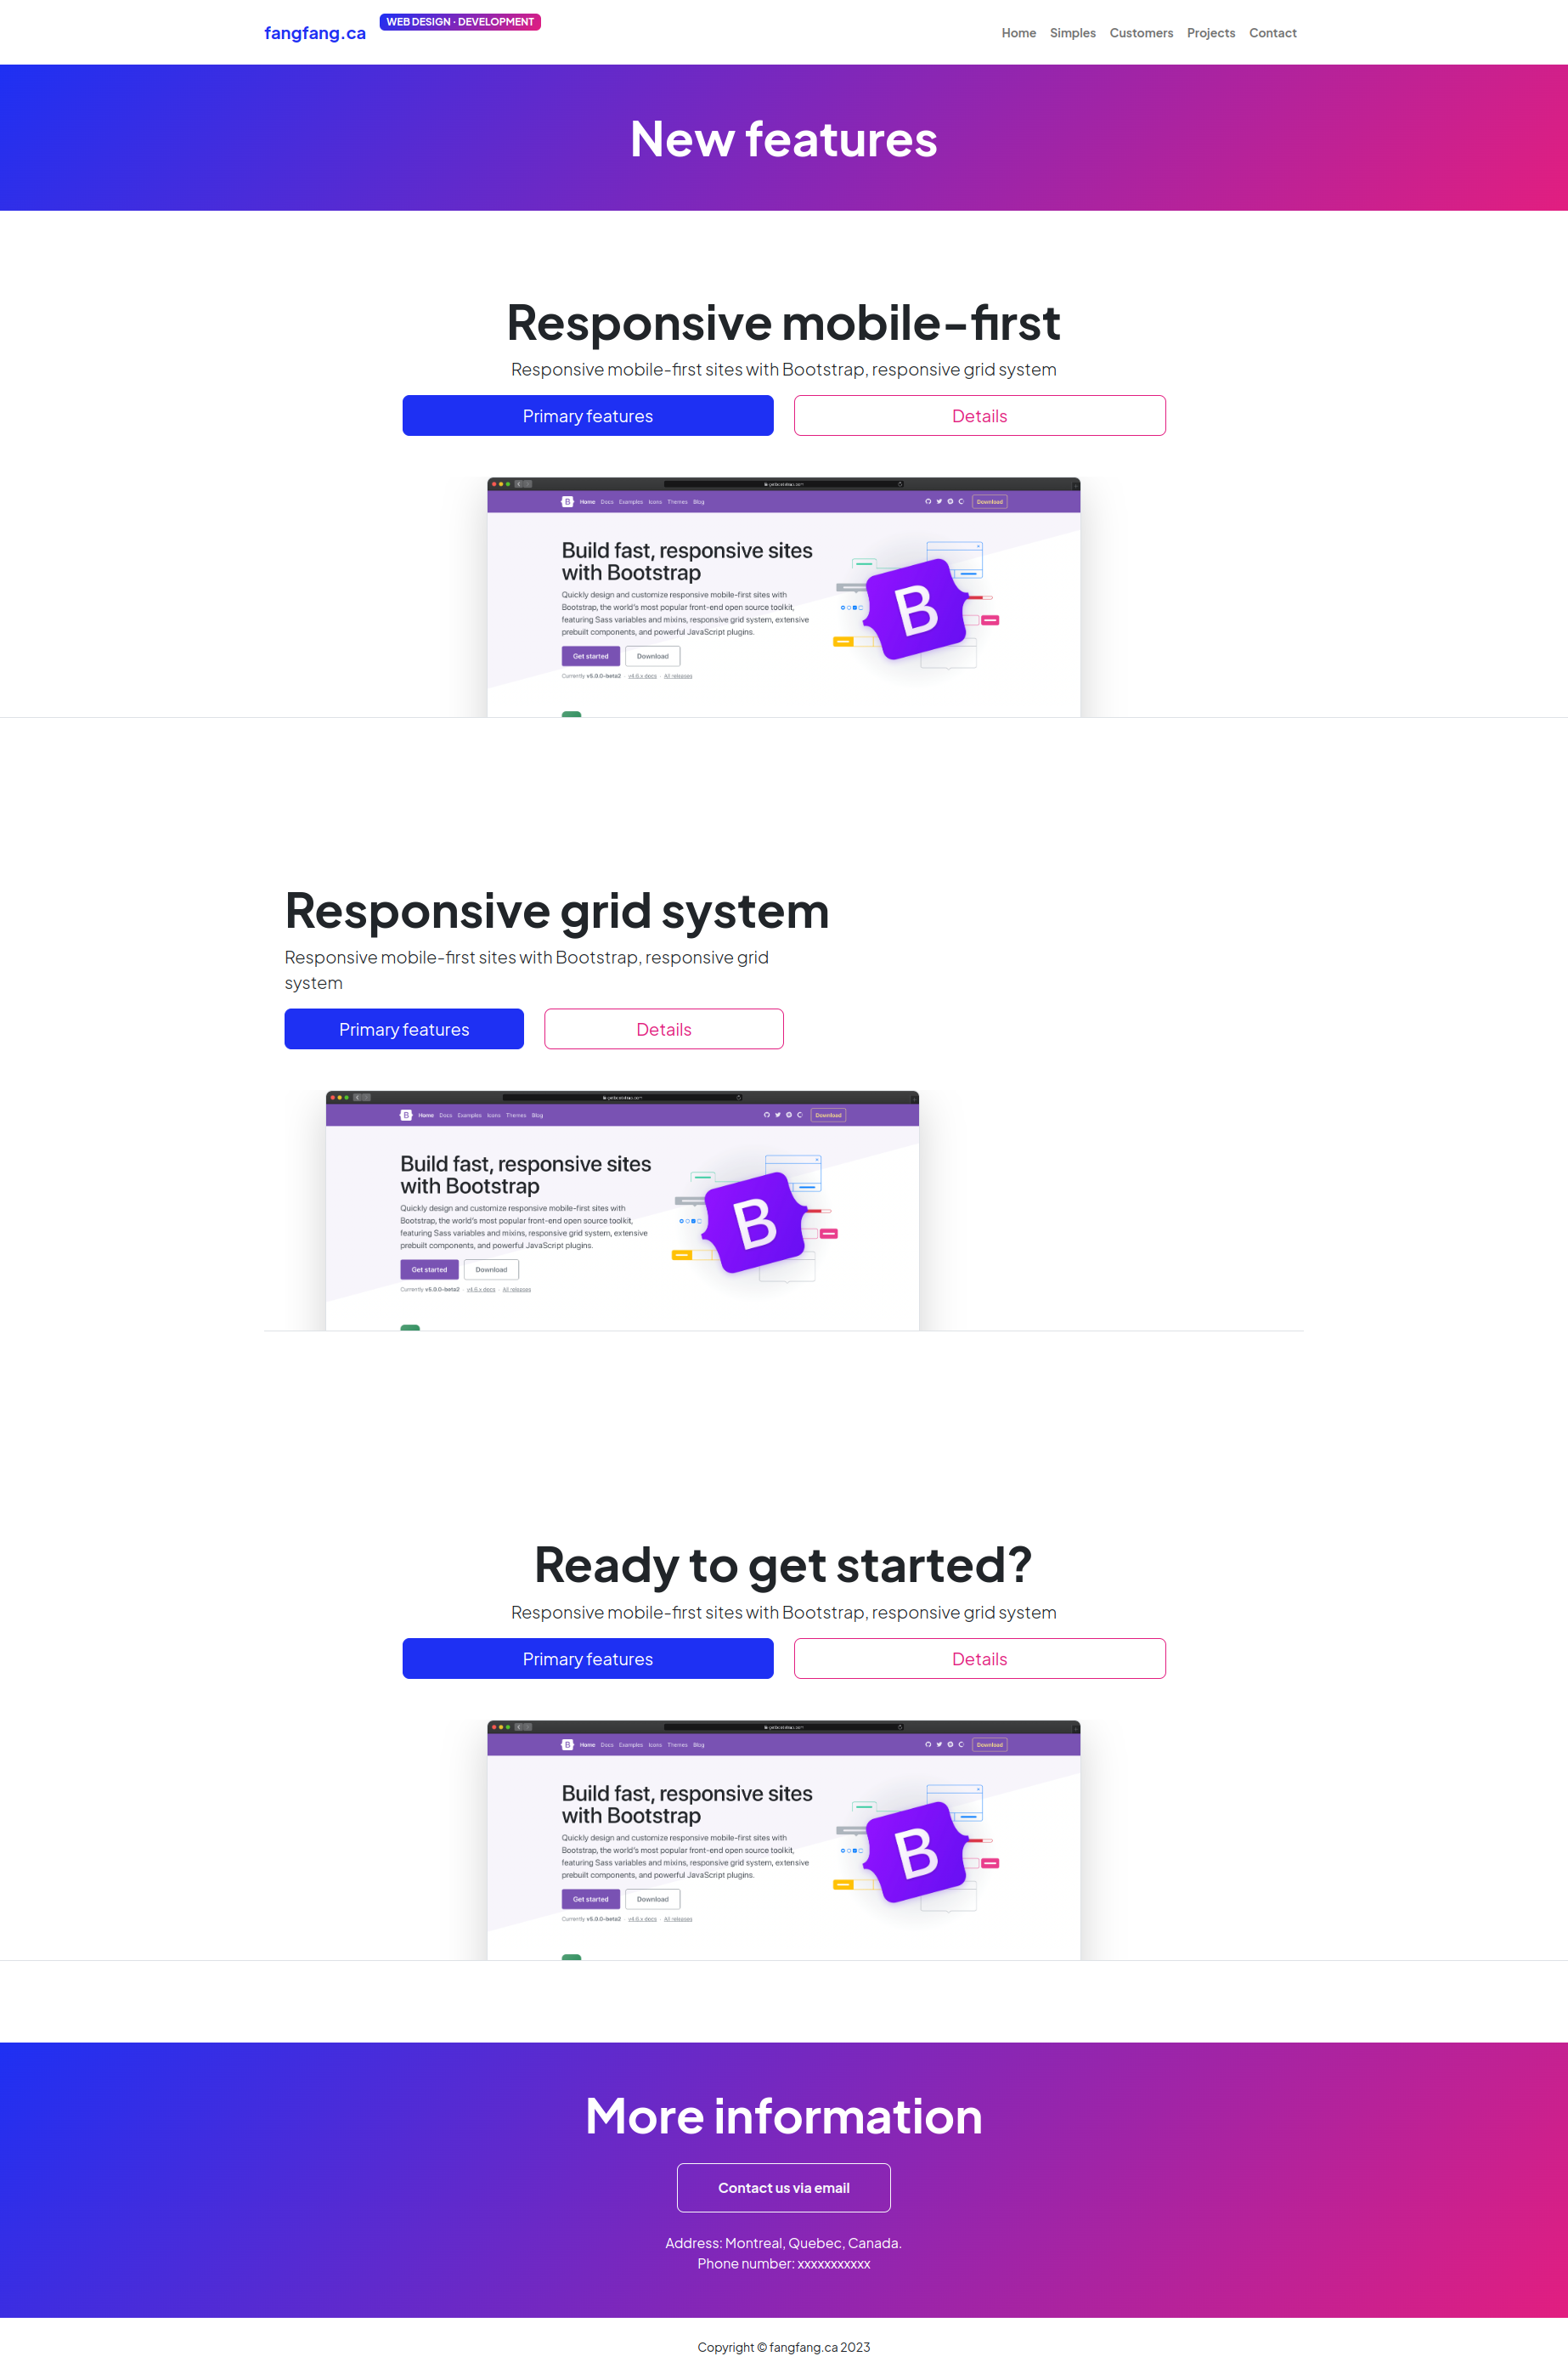 fangfang.ca
WEB DESIGN · DEVELOPMENT
Home Simples Customers Projects Contact
New features
Responsive mobile-first
Responsive mobile-first sites with Bootstrap, responsive grid system
Primary features
Details
Home Docs Examples Icons Themes Blog
Download
Build fast, responsive sites
with Bootstrap
Quickly design and customize responsive mobile-first sites with
Bootstrap, the world's most popular front-end open source toolkit,
featuring Sass variables and mixins, responsive grid system, extensive
prebuilt components, and powerful JavaScript plugins.
B
Get started Download
Currently v5.0.0-beta2 · v4.6.x docs · All releases
Responsive grid system
Responsive mobile-first sites with Bootstrap, responsive grid
system
Primary features
Details
Home Docs Examples Icons Themes Blog
Download
Build fast, responsive sites
with Bootstrap
Quickly design and customize responsive mobile-first sites with
Bootstrap, the world's most popular front-end open source toolkit,
featuring Sass variables and mixins, responsive grid system, extensive
prebuilt components, and powerful JavaScript plugins.
B
Get started Download
Currently v5.0.0-beta2 · v4.6.x docs · All releases
Ready to get started?
Responsive mobile-first sites with Bootstrap, responsive grid system
Primary features
Details
Home Docs Examples Icons Themes Blog
Download
Build fast, responsive sites
with Bootstrap
Quickly design and customize responsive mobile-first sites with
Bootstrap, the world's most popular front-end open source toolkit,
featuring Sass variables and mixins, responsive grid system, extensive
prebuilt components, and powerful JavaScript plugins.
B
Get started Download
Currently v5.0.0-beta2 · v4.6.x docs · All releases
More information
Contact us via email
Address: Montreal, Quebec, Canada.
Phone number: xxxxxxxxxxx
Copyright © fangfang.ca 2023